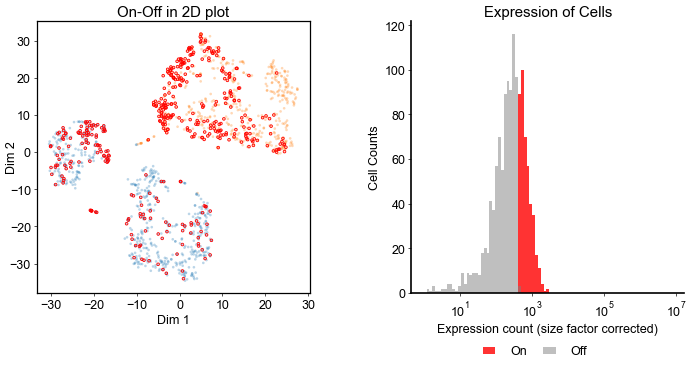 On-Off in 2D plot
30
20
10
0
−10
−20
−30
Dim 2
−30 −20 −10 0 10 20 30
Dim 1
Expression of Cells
120
100
80
60
40
20
0
Cell Counts
10^1 10^3 10^5 10^7
Expression count (size factor corrected)
On Off